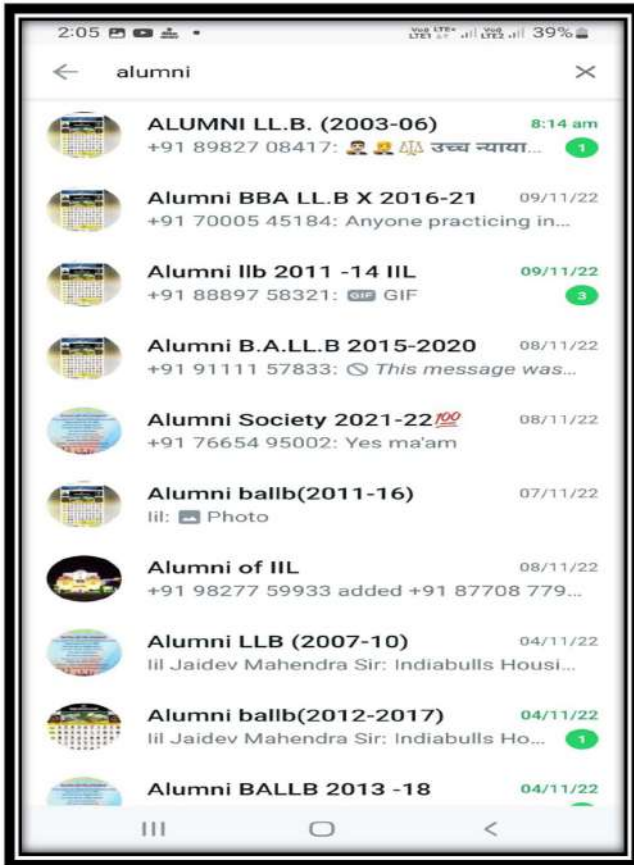 2:05 39%
alumni
ALUMNI LL.B. (2003-06) 8:14 am
+91 89827 08417: 👨🏻‍⚖️ 👩‍⚖️ ⚖️ उच्च न्याया... 1
Alumni BBA LL.B X 2016-21 09/11/22
+91 70005 45184: Anyone practicing in...
Alumni llb 2011 -14 IIL 09/11/22
+91 88897 58321: GIF GIF 3
Alumni B.A.LL.B 2015-2020 08/11/22
+91 91111 57833: 🚫 This message was...
Alumni Society 2021-22💯 08/11/22
+91 76654 95002: Yes ma'am
Alumni ballb(2011-16) 07/11/22
Iil: Photo
Alumni of IIL 08/11/22
+91 98277 59933 added +91 87708 779...
Alumni LLB (2007-10) 04/11/22
Iil Jaidev Mahendra Sir: Indiabulls Housi...
Alumni ballb(2012-2017) 04/11/22
Iil Jaidev Mahendra Sir: Indiabulls Ho... 1
Alumni BALLB 2013 -18 04/11/22